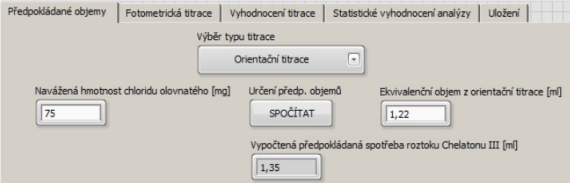 Předpokládané objemy Fotometrická titrace Vyhodnocení titrace Statistické vyhodnocení analýzy Uložení
Výběr typu titrace
Orientační titrace
Navážená hmotnost chloridu olovnatého [mg] Určení předp. objemů Ekvivalenční objem z orientační titrace [ml]
75 SPOČÍTAT 1,22
Vypočtená předpokládaná spotřeba roztoku Chelatonu III [ml]
1,35